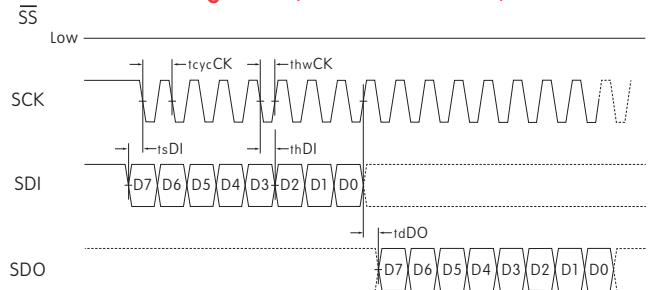 SS
Low
tcycCK
thwCK
SCK
tsDI
thDI
SDI
D7 D6 D5 D4 D3 D2 D1 D0
tdDO
SDO
D7 D6 D5 D4 D3 D2 D1 D0